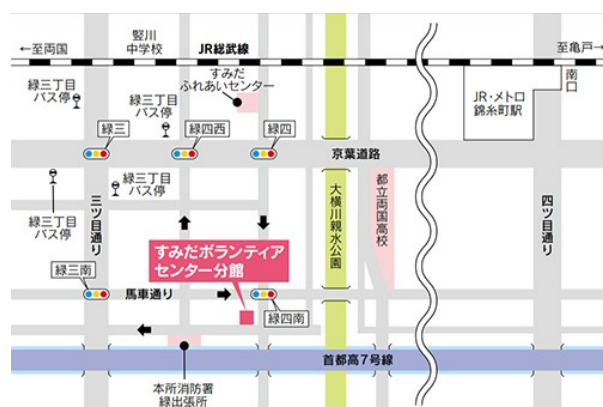 ←至両国
竪川
中学校
JR総武線
至亀戸→
南口
すみだ
ふれあいセンター
緑三丁目
バス停
緑三丁目
バス停
JR・メトロ
錦糸町駅
緑三
緑四西
緑四
京葉道路
緑三丁目
バス停
緑三丁目
バス停
三ツ目通り
大横川親水公園
都立両国高校
四ツ目通り
すみだボランティア
センター分館
緑三南
馬車通り
緑四南
首都高7号線
本所消防署
緑出張所